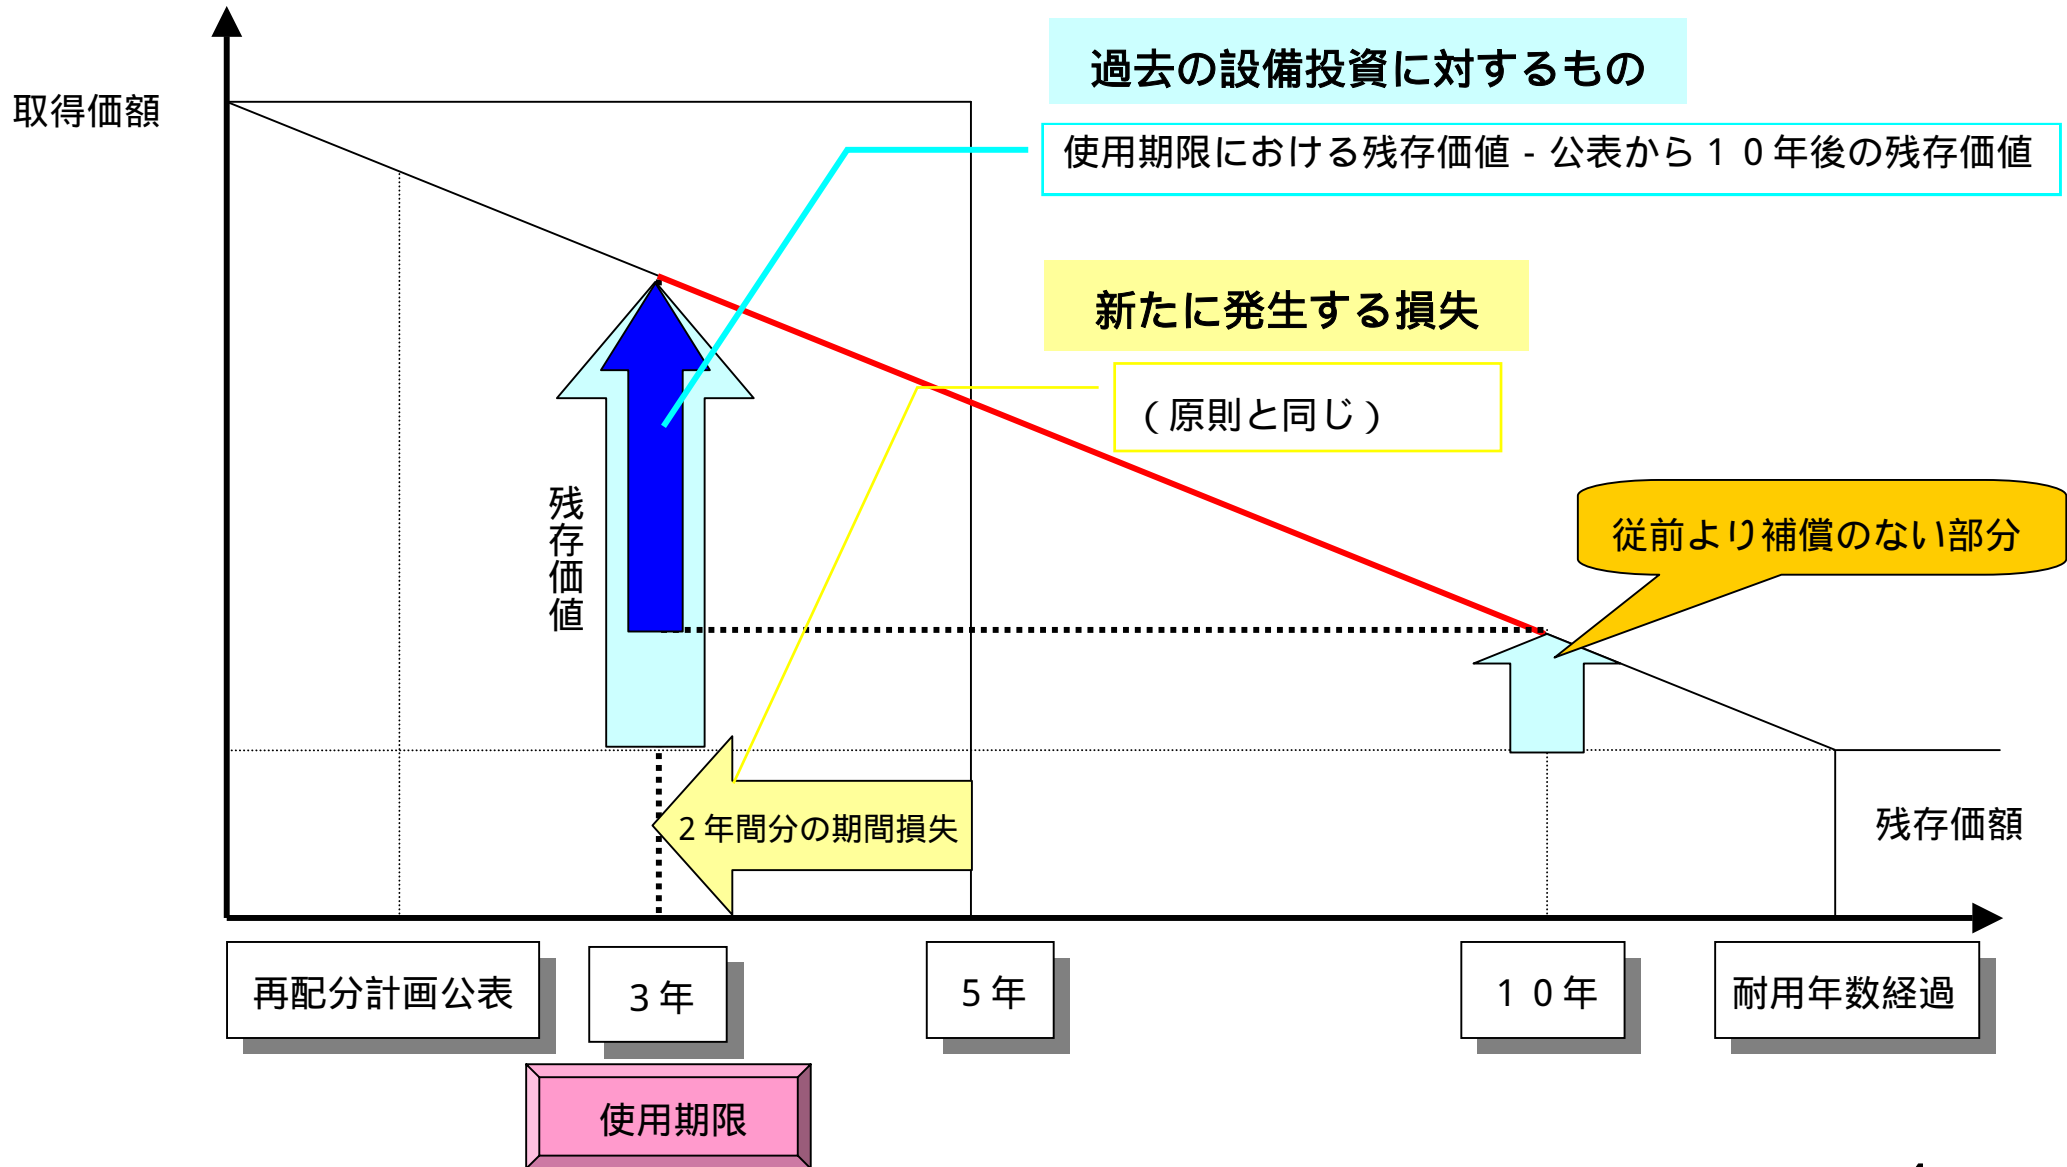 過去の設備投資に対するもの
取得価額
使用期限における残存価値 - 公表から１０年後の残存価値
新たに発生する損失
（原則と同じ）
残存価値
従前より補償のない部分
2年間分の期間損失
残存価額
再配分計画公表
3年
5年
１０年
耐用年数経過
使用期限